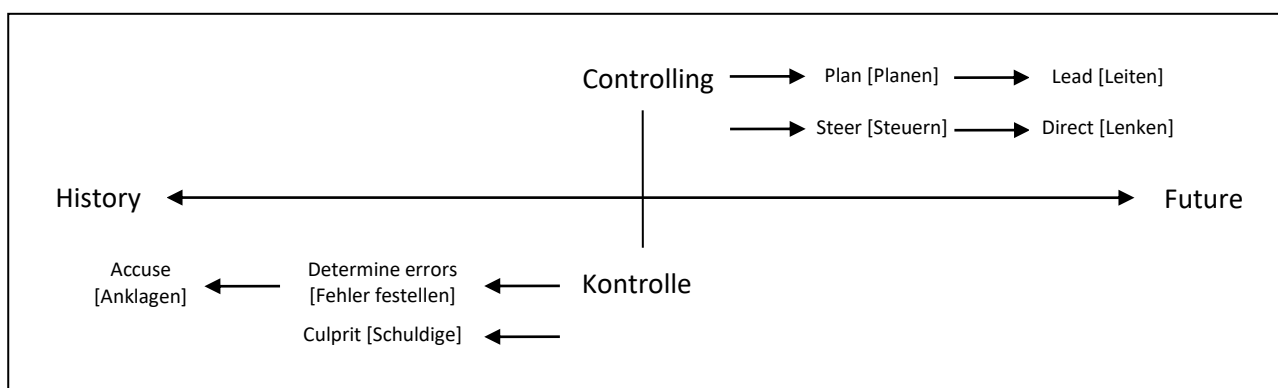 Controlling
Plan [Planen]
Lead [Leiten]
Steer [Steuern]
Direct [Lenken]
History
Future
Accuse
[Anklagen]
Determine errors
[Fehler festellen]
Kontrolle
Culprit [Schuldige]